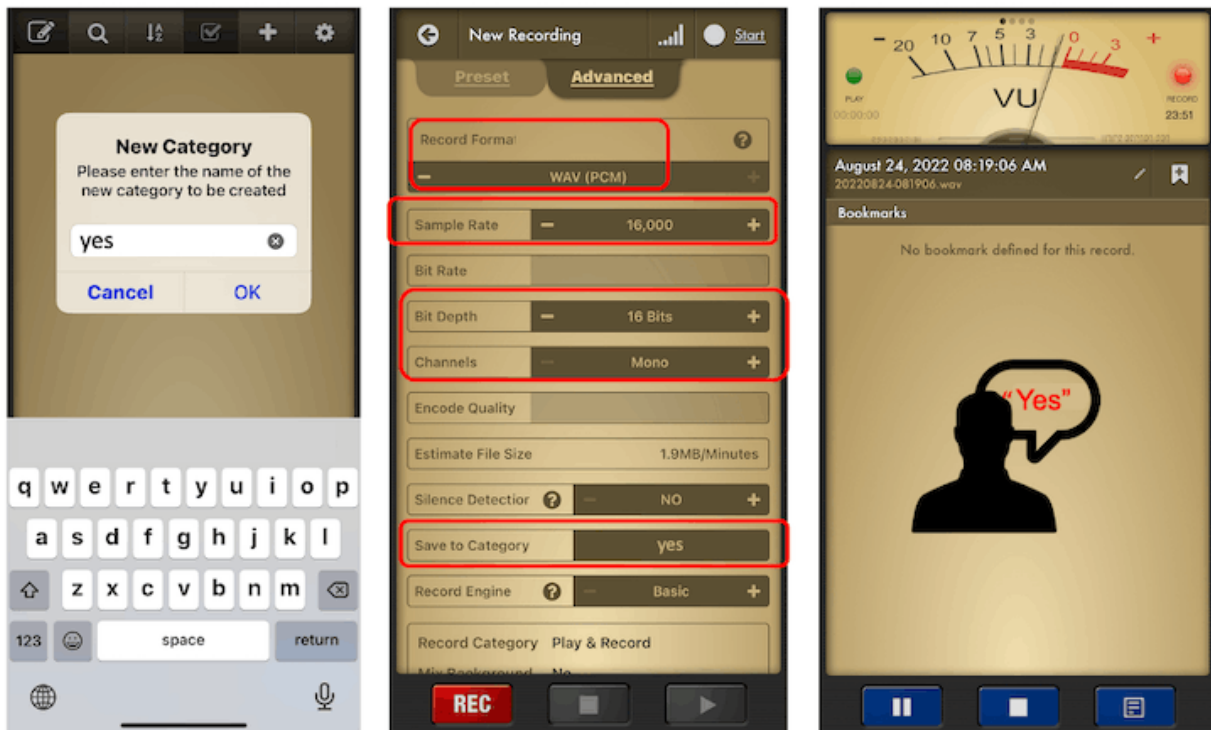 New Category
Please enter the name of the
new category to be created
yes
Cancel OK
q w e r t y u i o p
a s d f g h j k l
z x c v b n m
123 space return
New Recording Start
Preset Advanced
Record Format
WAV (PCM)
Sample Rate 16,000
Bit Rate
Bit Depth 16 Bits
Channels Mono
Encode Quality
Estimate File Size 1.9MB/Minutes
Silence Detection ? NO
Save to Category yes
Record Engine ? Basic
Record Category Play & Record
Mix Background No
REC
- 20 10 7 5 3 0 3 +
VU
PLAY RECORD
00:00:00 23:51
August 24, 2022 08:19:06 AM
20220824-081906.wav
Bookmarks
No bookmark defined for this record.
"Yes"